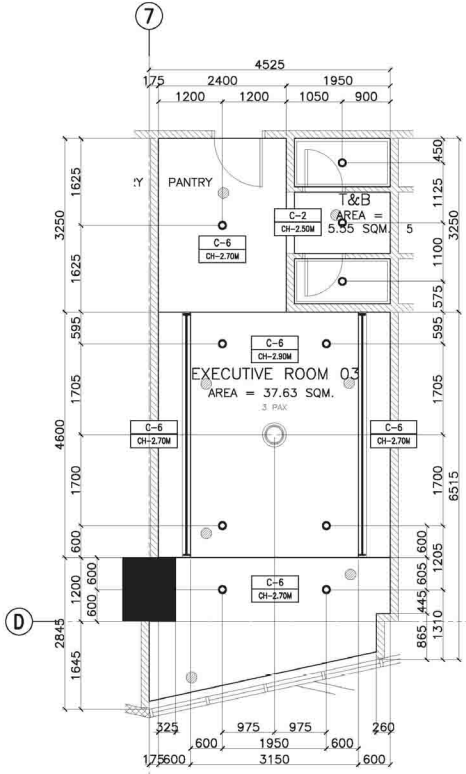 7
4525
175 2400 1950
1200 1200 1050 900
1625
3250
1625
450
1125
1100
575
3250
:Y PANTRY
T&B
AREA =
5.55 SQM. 5
C-2
CH-2.50M
C-6
CH-2.70M
595
1705
4600
1700
600
595
1705
1700
6515
C-6
CH-2.90M
EXECUTIVE ROOM 03
AREA = 37.63 SQM.
3 PAX
C-6
CH-2.70M
C-6
CH-2.70M
600
1200
600
2845
1645
600
605
445
865
1205
1310
C-6
CH-2.70M
D
325 975 975 260
600 1950 600
175 600 3150 600